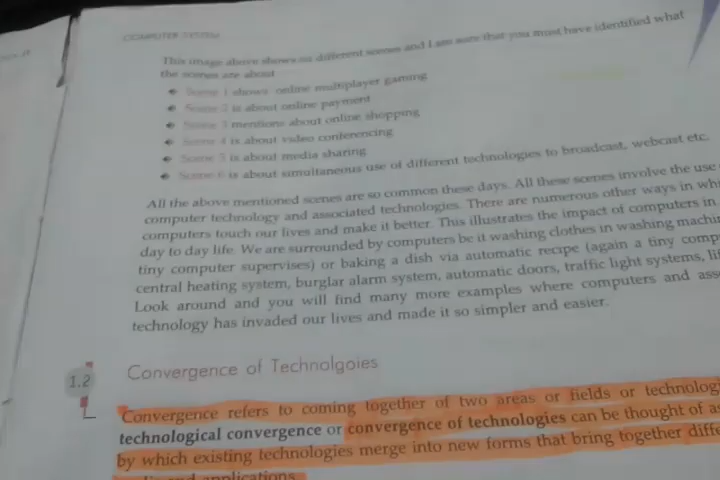 COMPUTER SYSTEM
This image above shows six different scenes and I am sure that you must have identified what
the scenes are about
Scene 1 shows online multiplayer gaming
Scene 2 is about online payment
Scene 3 mentions about online shopping
Scene 4 is about video conferencing
Scene 5 is about media sharing
Scene 6 is about simultaneous use of different technologies to broadcast, webcast etc.
All the above mentioned scenes are so common these days. All these scenes involve the use
computer technology and associated technologies. There are numerous other ways in
computers touch our lives and make it better. This illustrates the impact of computers in
day to day life. We are surrounded by computers be it washing clothes in washing
tiny computer supervises) or baking a dish via automatic recipe (again a tiny
central heating system, burglar alarm system, automatic doors, traffic light systems,
Look around and you will find many more examples where computers and
technology has invaded our lives and made it so simpler and easier.
1.2 Convergence of Technolgoies
Convergence refers to coming together of two areas or fields or
technological convergence or convergence of technologies can be thought of
by which existing technologies merge into new forms that bring together
and applications.